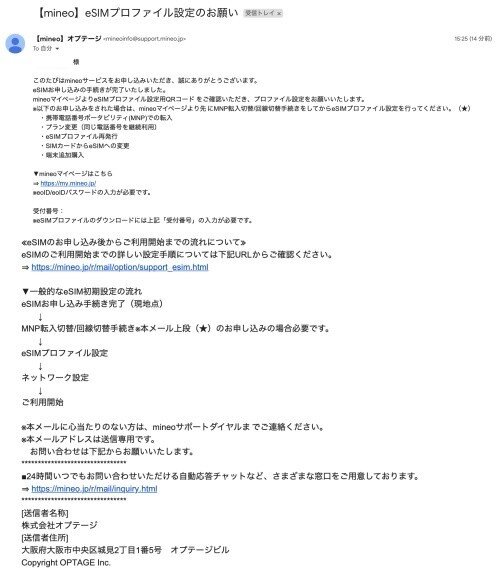 【mineo】eSIMプロファイル設定のお願い 受信トレイ×
【mineo】オプテージ <mineoinfo@support.mineo.jp>
15:25 (14 分前)
To 自分
様
このたびはmineoサービスをお申し込みいただき、誠にありがとうございます。
eSIMお申し込みの手続きが完了いたしました。
mineoマイページよりeSIMプロファイル設定用QRコード をご確認いただき、プロファイル設定をお願いいたします。
※以下のお申し込みをされた場合は、mineoマイページより先にMNP転入切替/回線切替手続きをしてからeSIMプロファイル設定を行ってください。（★）
・携帯電話番号ポータビリティ(MNP)での転入
・プラン変更（同じ電話番号を継続利用）
・eSIMプロファイル再発行
・SIMカードからeSIMへの変更
・端末追加購入
▼mineoマイページはこちら
⇒ https://my.mineo.jp/
※eoID/eoIDパスワードの入力が必要です。
受付番号：
※eSIMプロファイルのダウンロードには上記「受付番号」の入力が必要です。
≪eSIMのお申し込み後からご利用開始までの流れについて≫
eSIMのご利用開始までの詳しい設定手順については下記URLからご確認ください。
⇒ https://mineo.jp/r/mail/option/support_esim.html
▼一般的なeSIM初期設定の流れ
eSIMお申し込み手続き完了（現地点）
↓
MNP転入切替/回線切替手続き※本メール上段（★）のお申し込みの場合必要です。
↓
eSIMプロファイル設定
↓
ネットワーク設定
↓
ご利用開始
※本メールに心当たりのない方は、mineoサポートダイヤルま でご連絡ください。
※本メールアドレスは送信専用です。
お問い合わせは下記からお願いいたします。
********************************
■24時間いつでもお問い合わせいただける自動応答チャットなど、さまざまな窓口をご用意しております。
⇒ https://mineo.jp/r/mail/inquiry.html
********************************
[送信者名称]
株式会社オプテージ
[送信者住所]
大阪府大阪市中央区城見2丁目1番5号　オプテージビル
Copyright OPTAGE Inc.